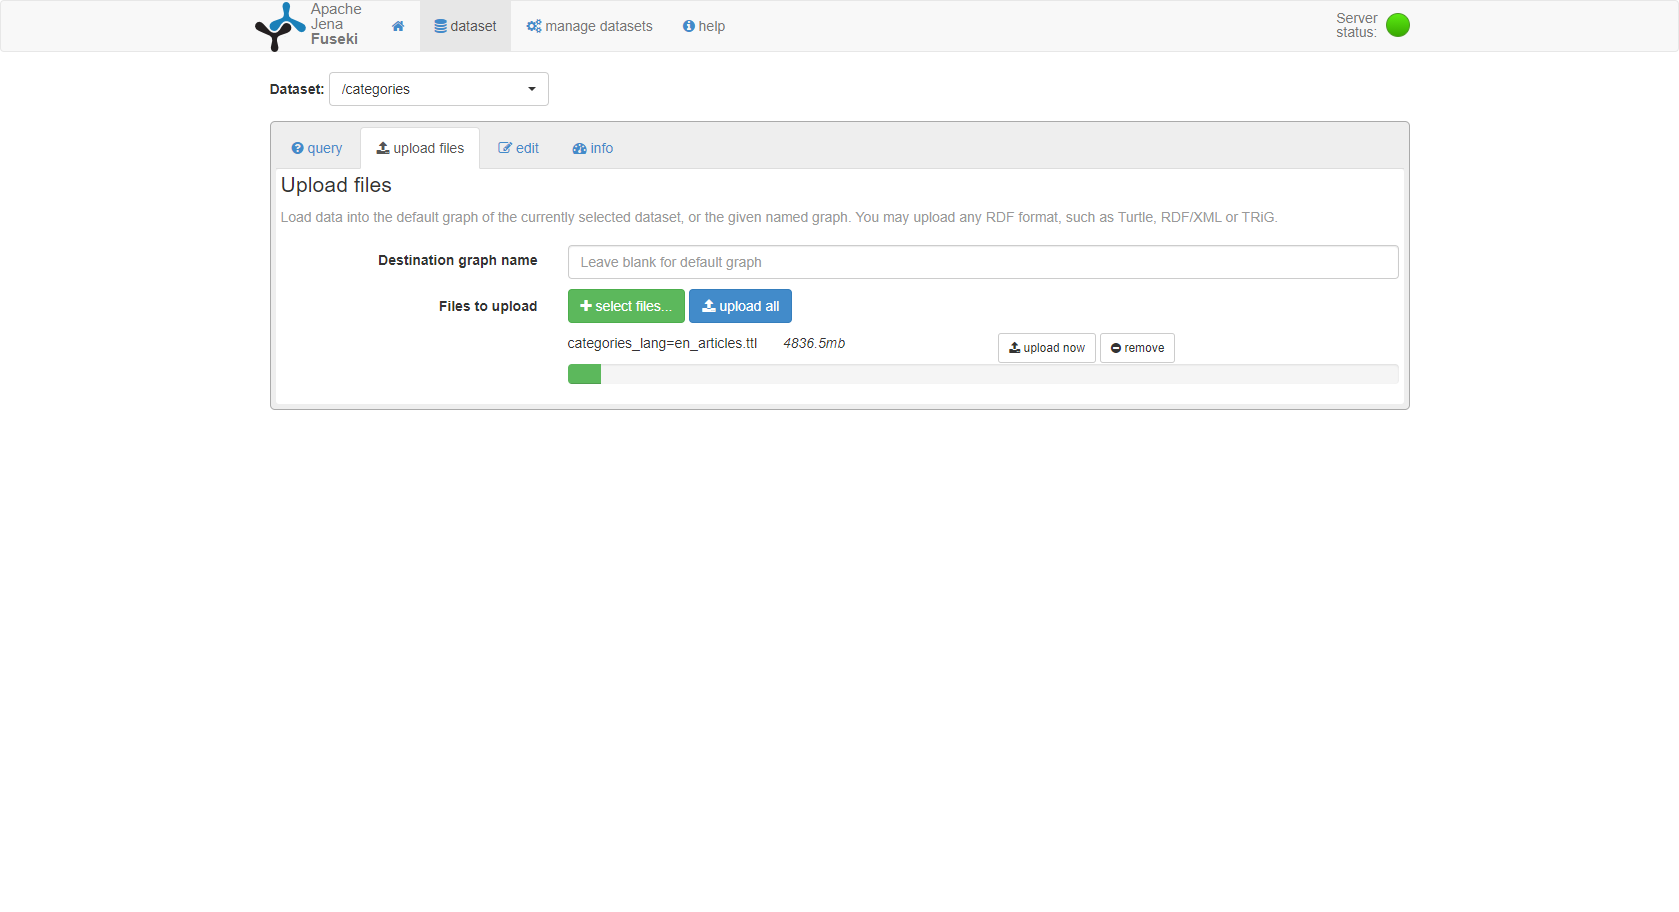 Apache
Jena
Fuseki
dataset
manage datasets
help
Server
status:
Dataset: /categories
query
upload files
edit
info
Upload files
Load data into the default graph of the currently selected dataset, or the given named graph. You may upload any RDF format, such as Turtle, RDF/XML or TRiG.
Destination graph name
Leave blank for default graph
Files to upload
select files...
upload all
categories_lang=en_articles.ttl 4836.5mb
upload now
remove